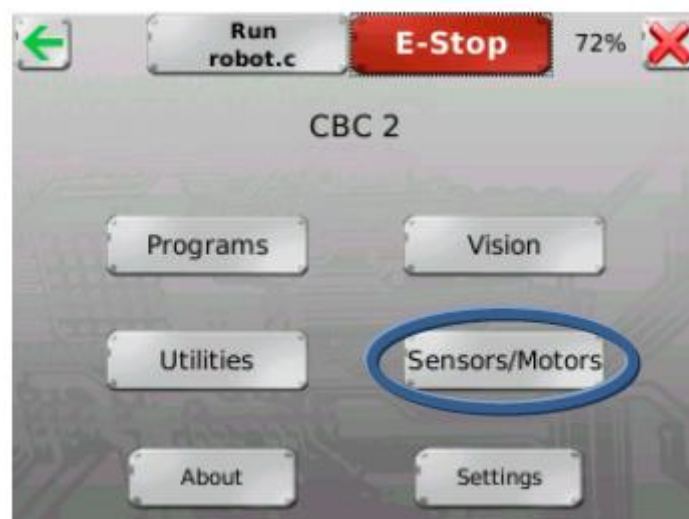 Run
robot.c
E-Stop
72%
CBC 2
Programs
Vision
Utilities
Sensors/Motors
About
Settings